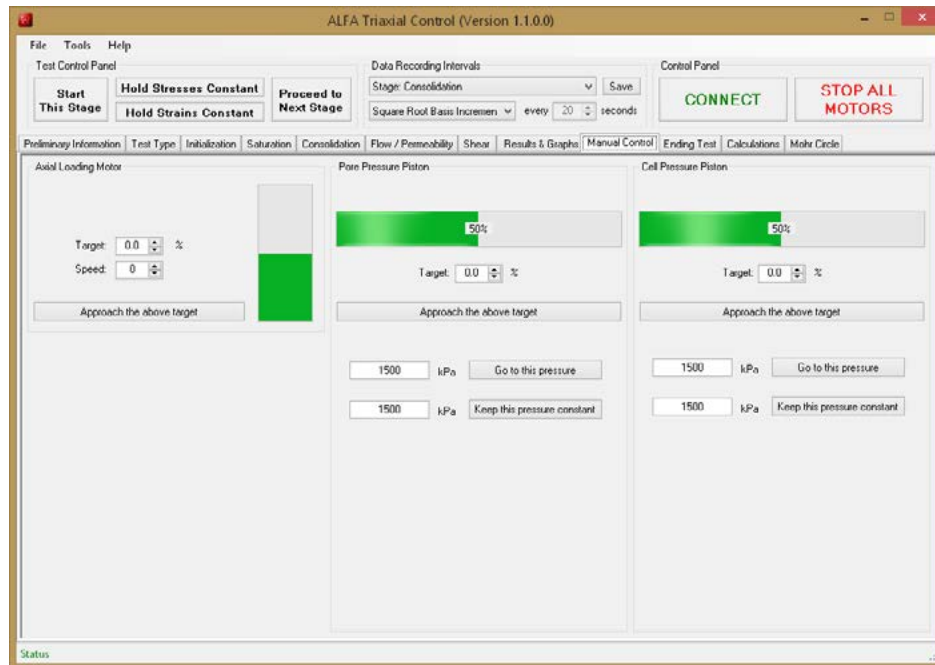 ALFA Triaxial Control (Version 1.1.0.0)
File Tools Help
Test Control Panel
Start This Stage
Hold Stresses Constant
Hold Strains Constant
Proceed to Next Stage
Data Recording Intervals
Stage: Consolidation
Save
Square Root Basis Incremen
every 20 seconds
Control Panel
CONNECT
STOP ALL MOTORS
Preliminary Information Test Type Initialization Saturation Consolidation Flow / Permeability Shear Results & Graphs Manual Control Ending Test Calculations Mohr Circle
Axial Loading Motor
Target: 0.0 %
Speed: 0
Approach the above target
Pore Pressure Piston
50%
Target: 0.0 %
Approach the above target
1500 kPa Go to this pressure
1500 kPa Keep this pressure constant
Cell Pressure Piston
50%
Target: 0.0 %
Approach the above target
1500 kPa Go to this pressure
1500 kPa Keep this pressure constant
Status